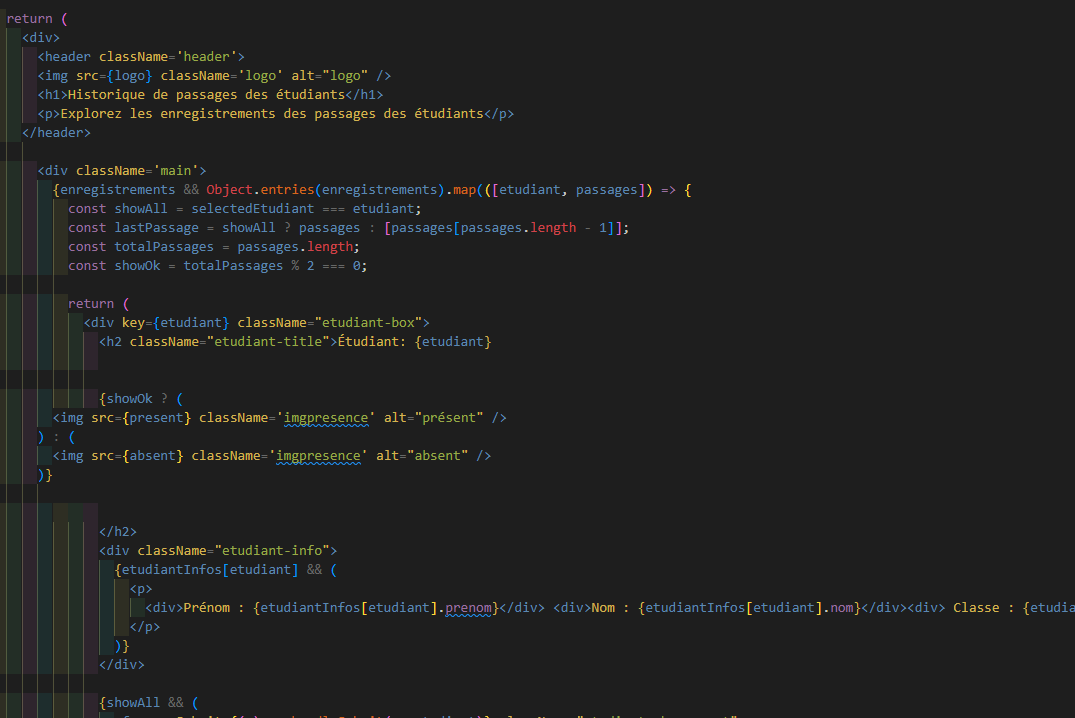 return (
<div>
<header className='header'>
<img src={logo} className='logo' alt="logo" />
<h1>Historique de passages des étudiants</h1>
<p>Explorez les enregistrements des passages des étudiants</p>
</header>
<div className='main'>
{enregistrements && Object.entries(enregistrements).map(([etudiant, passages]) => {
const showAll = selectedEtudiant === etudiant;
const lastPassage = showAll ? passages : [passages[passages.length - 1]];
const totalPassages = passages.length;
const showOk = totalPassages % 2 === 0;
return (
<div key={etudiant} className="etudiant-box">
<h2 className="etudiant-title">Étudiant: {etudiant}
{showOk ? (
<img src={present} className='imgpresence' alt="présent" />
) : (
<img src={absent} className='imgpresence' alt="absent" />
)}
</h2>
<div className="etudiant-info">
{etudiantInfos[etudiant] && (
<p>
<div>Prénom : {etudiantInfos[etudiant].prenom}</div> <div>Nom : {etudiantInfos[etudiant].nom}</div><div> Classe : {etudia
</p>
)}
</div>
{showAll && (